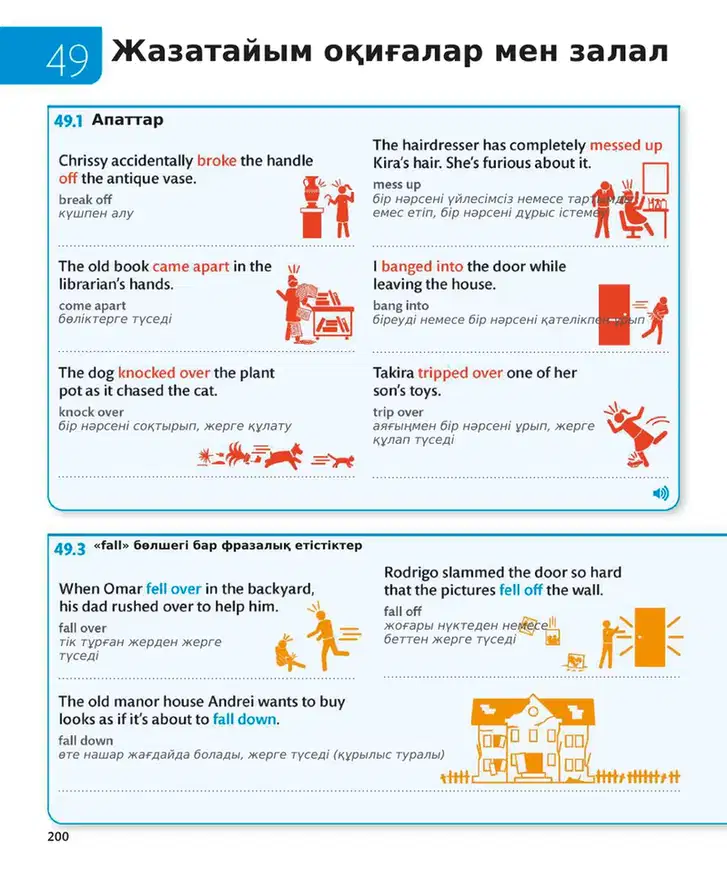 49
Жазатайым оқиғалар мен залал
49.1 Апаттар
Chrissy accidentally broke the handle
off the antique vase.
break off
күшпен алу
The hairdresser has completely messed up
Kira's hair. She's furious about it.
mess up
бір нәрсені үйлесімсіз немесе тартымды
емес етіп, бір нәрсені дұрыс істемеу
The old book came apart in the
librarian's hands.
come apart
бөліктерге түседі
I banged into the door while
leaving the house.
bang into
біреуді немесе бір нәрсені қателікпен ұрып
The dog knocked over the plant
pot as it chased the cat.
knock over
бір нәрсені соқтырып, жерге құлату
Takira tripped over one of her
son's toys.
trip over
аяғыңмен бір нәрсені ұрып, жерге
құлап түседі
49.3 «fall» бөлшегі бар фразалық етістіктер
When Omar fell over in the backyard,
his dad rushed over to help him.
fall over
тік тұрған жерден жерге
түседі
Rodrigo slammed the door so hard
that the pictures fell off the wall.
fall off
жоғары нүктеден немесе
беттен жерге түседі
The old manor house Andrei wants to buy
looks as if it's about to fall down.
fall down
өте нашар жағдайда болады, жерге түседі (құрылыс туралы)
200